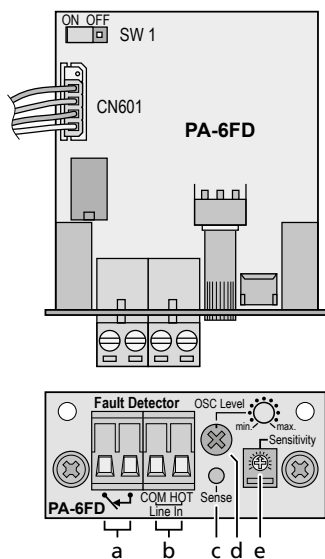 ON OFF
SW 1
CN601
PA-6FD
Fault Detector
OSC Level
min.
max.
Sensitivity
PA-6FD
COM HOT
Line In
Sense
a
b
c
d
e